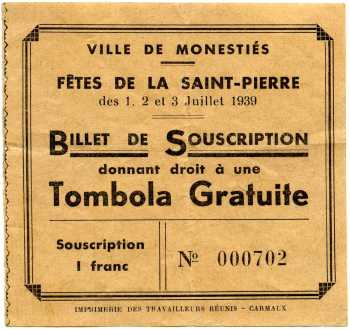 VILLE DE MONESTIÉS
FÊTES DE LA SAINT-PIERRE
des 1, 2 et 3 Juillet 1939
BILLET DE SOUSCRIPTION
donnant droit à une
Tombola Gratuite
Souscription
1 franc
Nº 000702
IMPRIMERIE DES TRAVAILLEURS RÉUNIS - CARMAUX